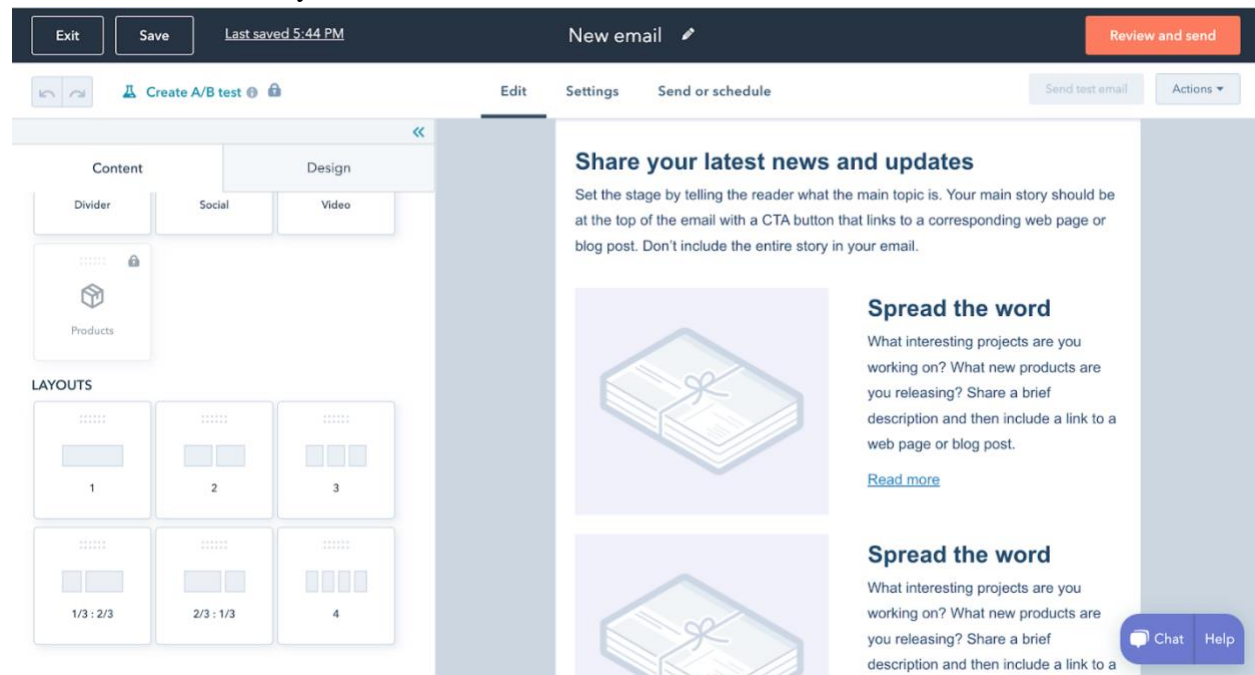 Exit Save Last saved 5:44 PM New email Review and send
Create A/B test Edit Settings Send or schedule Send test email Actions
Content Design
Divider Social Video
Products
LAYOUTS
1 2 3
1/3 : 2/3 2/3 : 1/3 4
Share your latest news and updates
Set the stage by telling the reader what the main topic is. Your main story should be
at the top of the email with a CTA button that links to a corresponding web page or
blog post. Don't include the entire story in your email.
Spread the word
What interesting projects are you
working on? What new products are
you releasing? Share a brief
description and then include a link to a
web page or blog post.
Read more
Spread the word
What interesting projects are you
working on? What new products are
you releasing? Share a brief
description and then include a link to a
Chat Help